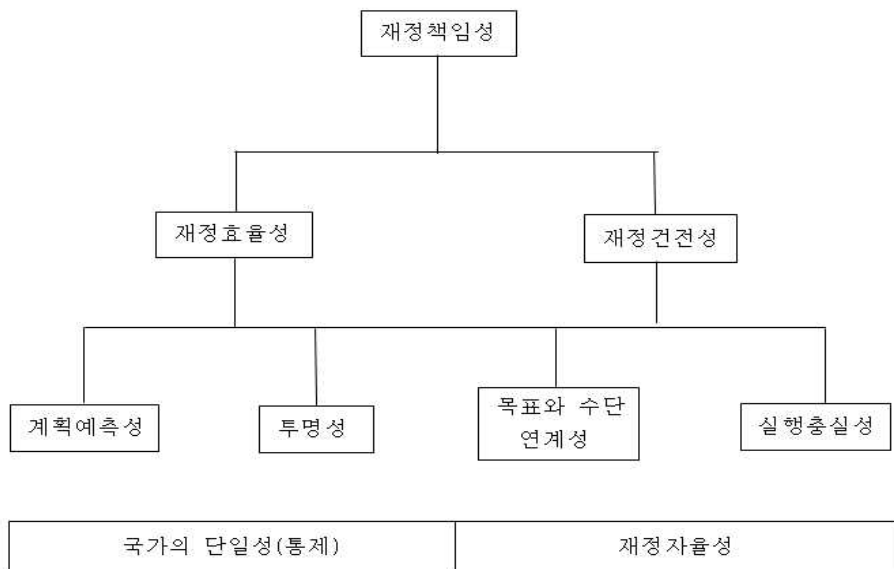 재정책임성
재정효율성
재정건전성
계획예측성
투명성
목표와 수단
연계성
실행충실성
국가의 단일성(통제)
재정자율성